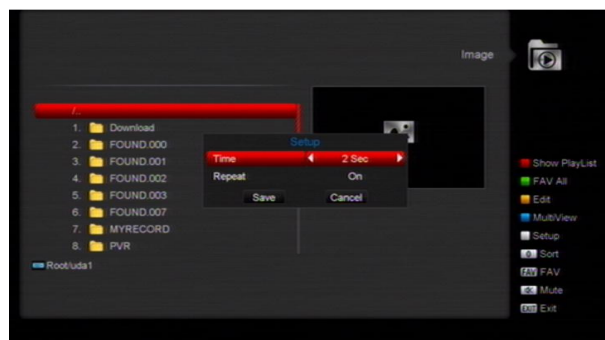 Image
/..
1. Download
2. FOUND.000
3. FOUND.001
4. FOUND.002
5. FOUND.003
6. FOUND.007
7. MYRECORD
8. PVR
Root/uda1
Setup
Time 2 Sec
Repeat On
Save Cancel
Show PlayList
FAV All
Edit
MultiView
Setup
0 Sort
FAV FAV
Mute
EXIT Exit